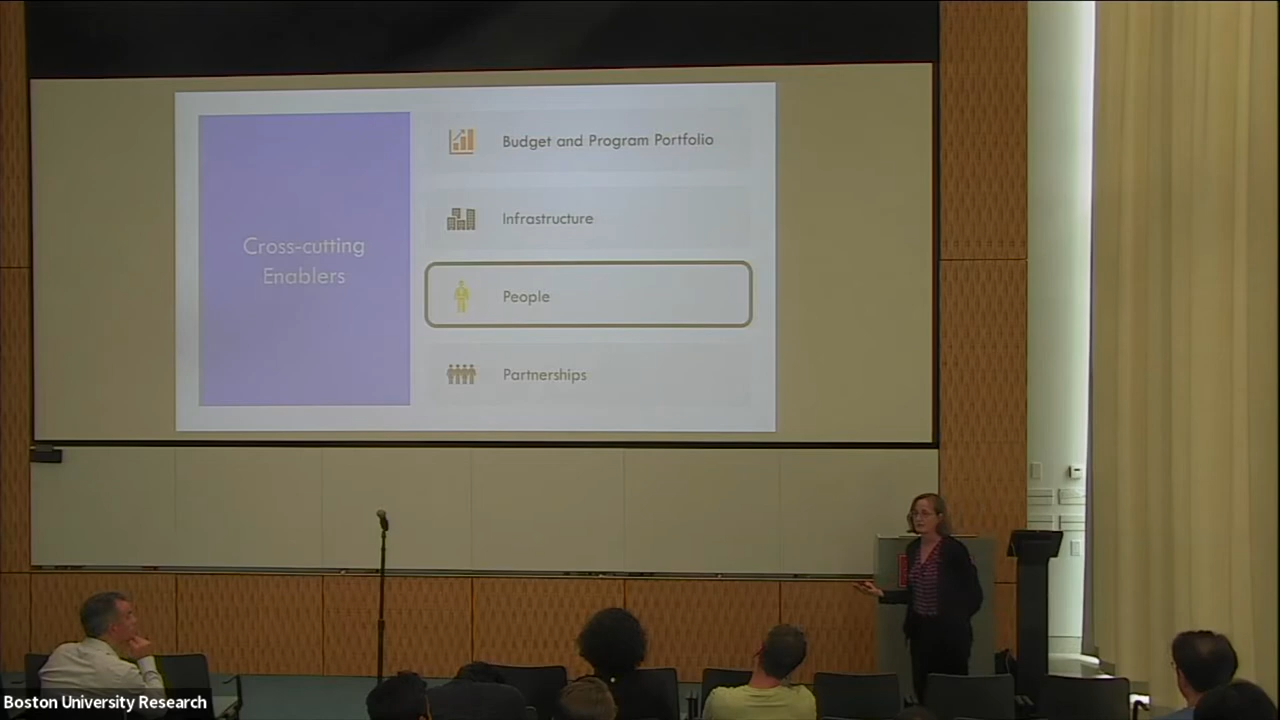 Cross-cutting
Enablers
Budget and Program Portfolio
Infrastructure
People
Partnerships
Boston University Research